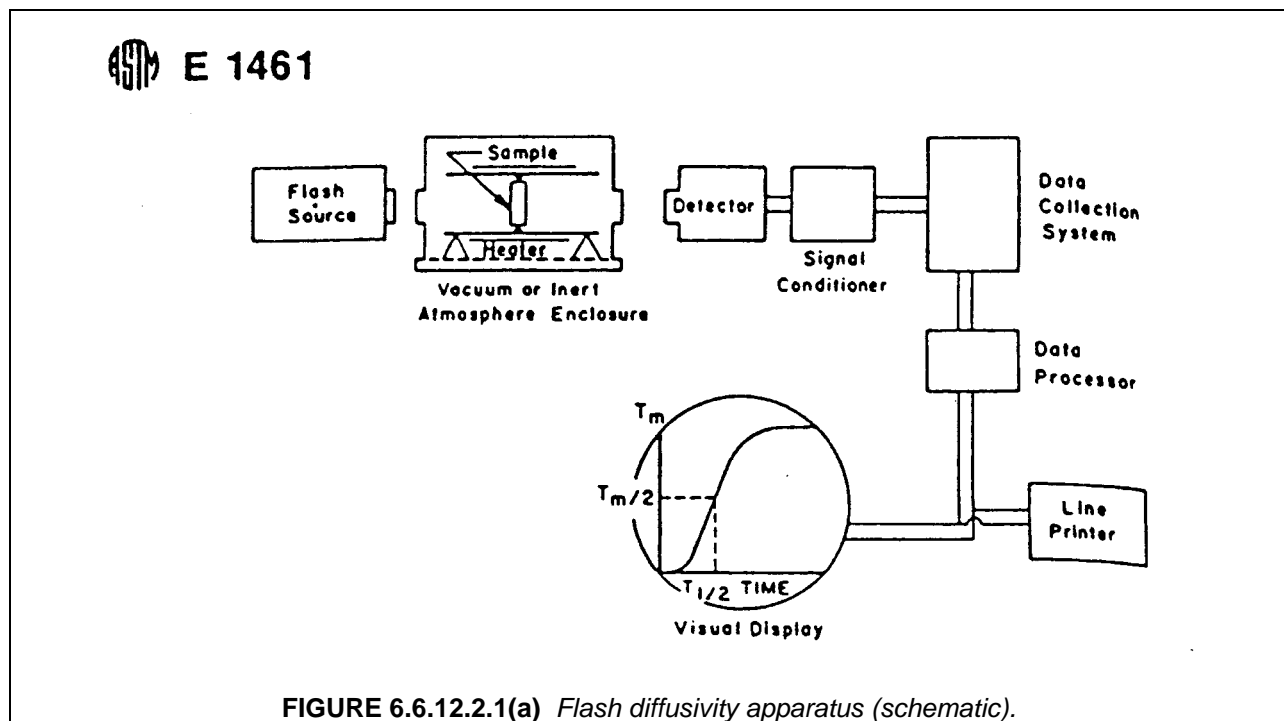 ASTM E 1461
Sample
Flash
Source
Heater
Vacuum or Inert
Atmosphere Enclosure
Detector
Signal
Conditioner
Data
Collection
System
Data
Processor
Line
Printer
Tm
Tm/2
T1/2 TIME
Visual Display
FIGURE 6.6.12.2.1(a) Flash diffusivity apparatus (schematic).